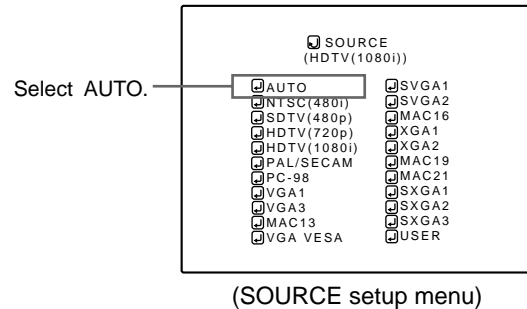 SOURCE
(HDTV(1080i))
Select AUTO.
AUTO
NTSC(480i)
SDTV(480p)
HDTV(720p)
HDTV(1080i)
PAL/SECAM
PC-98
VGA1
VGA3
MAC13
VGA VESA
SVGA1
SVGA2
MAC16
XGA1
XGA2
MAC19
MAC21
SXGA1
SXGA2
SXGA3
USER
(SOURCE setup menu)